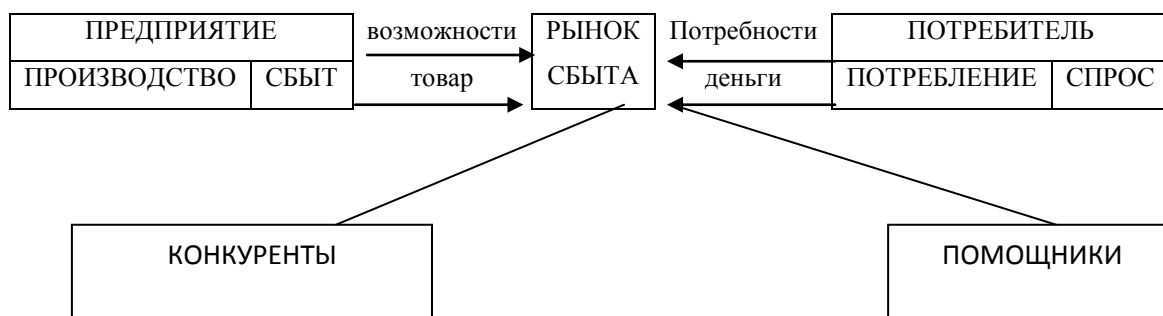 ПРЕДПРИЯТИЕ возможности РЫНОК Потребности ПОТРЕБИТЕЛЬ
ПРОИЗВОДСТВО СБЫТ товар СБЫТА деньги ПОТРЕБЛЕНИЕ СПРОС
КОНКУРЕНТЫ ПОМОЩНИКИ